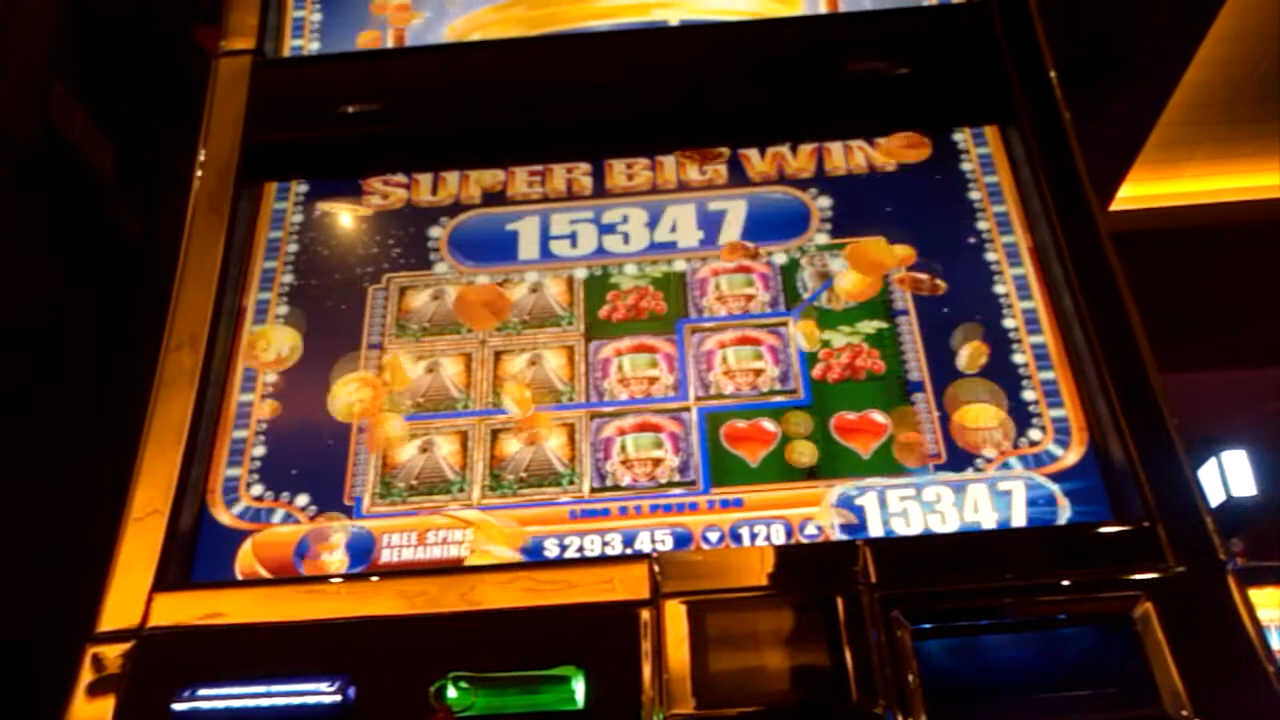 SUPER BIG WIN
15347
FREE SPINS
REMAINING
$293.45
120
15347